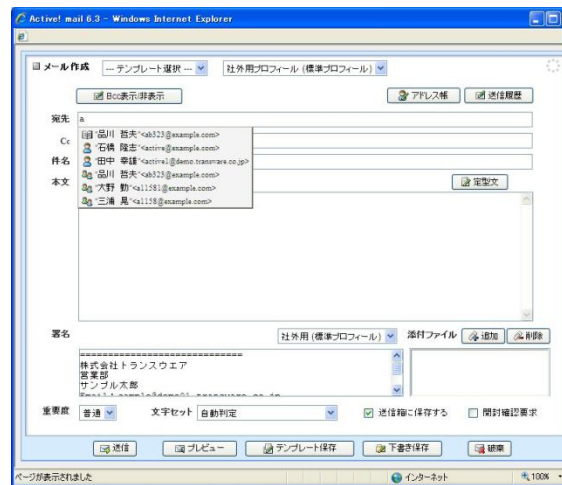 Active! mail 6.3 - Windows Internet Explorer
メール作成 --- テンプレート選択 --- 社外用プロフィール (標準プロフィール)
Bcc表示非表示 アドレス帳 送信履歴
宛先 a
"品川 哲夫"<ab323@example.com>
Cc "石橋 隆志"<active@example.com>
件名 "田中 幸雄"<active1@demo.transware.co.jp>
"品川 哲夫"<ab323@example.com>
本文 "大野 勤"<a11581@example.com> 定型文
"三浦 晃"<a1158@example.com>
署名 社外用 (標準プロフィール) 添付ファイル 追加 削除
==============================
株式会社トランスウエア
営業部
サンプル太郎
重要度 普通 文字セット 自動判定 送信箱に保存する 開封確認要求
送信 プレビュー テンプレート保存 下書き保存 破棄
ページが表示されました インターネット 100%